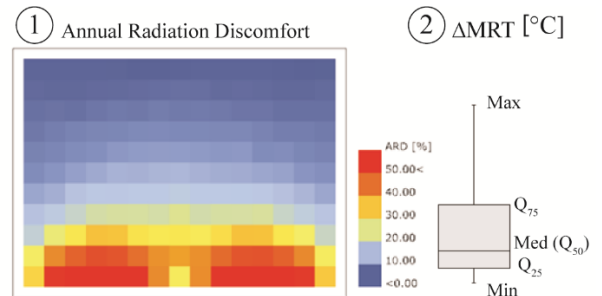 1 Annual Radiation Discomfort
2 ΔMRT [°C]
ARD [%]
50.00<
40.00
30.00
20.00
10.00
<0.00
Max
Q75
Med (Q50)
Q25
Min